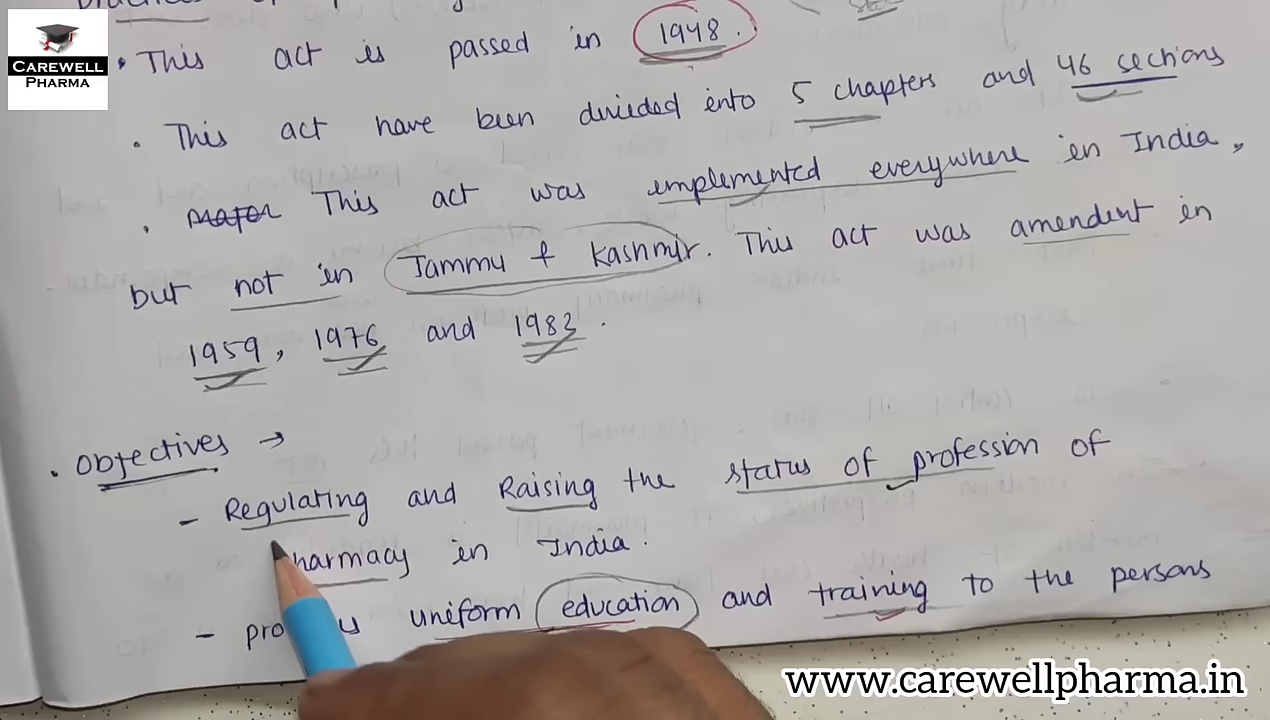 CAREWELL
PHARMA
• This act is passed in 1948.
• This act have been divided into 5 chapters and 46 sections
• This act was implemented everywhere in India,
but not in Jammu & Kashmir. This act was amendent in
1959, 1976 and 1982.
• Objectives →
- Regulating and Raising the status of profession of
harmacy in India.
- pro s uniform education and training to the persons
www.carewellpharma.in